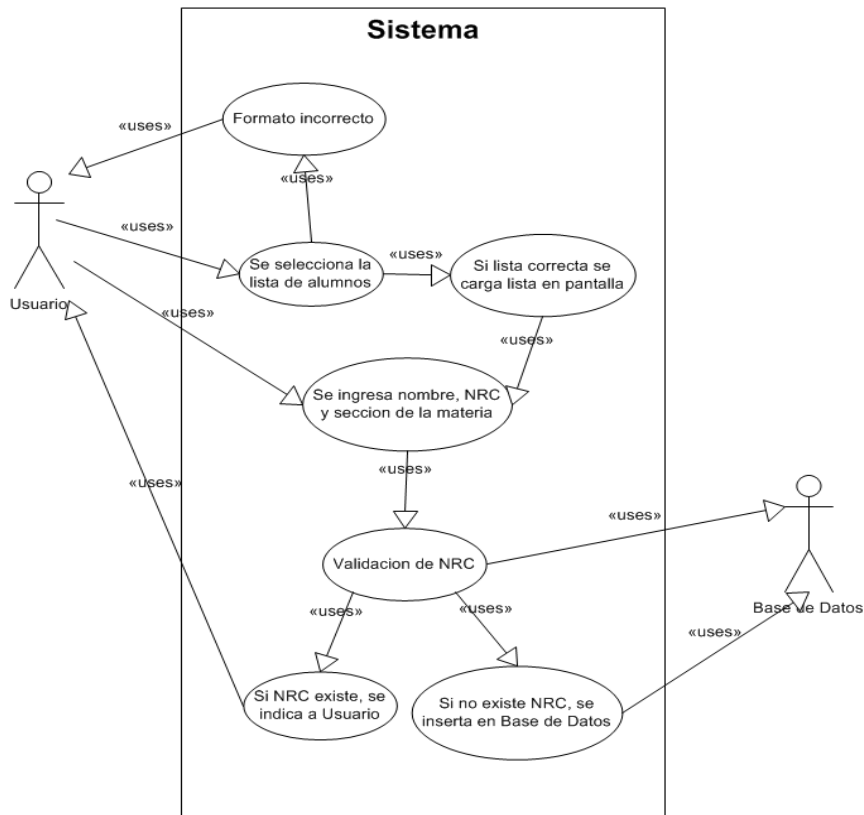 Sistema
Formato incorrecto
«uses»
«uses»
«uses»
«uses»
Se selecciona la
lista de alumnos
Si lista correcta se
carga lista en pantalla
Usuario
«uses»
«uses»
Se ingresa nombre, NRC
y seccion de la materia
«uses»
«uses»
«uses»
Validacion de NRC
Base de Datos
«uses»
«uses»
«uses»
Si NRC existe, se
indica a Usuario
Si no existe NRC, se
inserta en Base de Datos